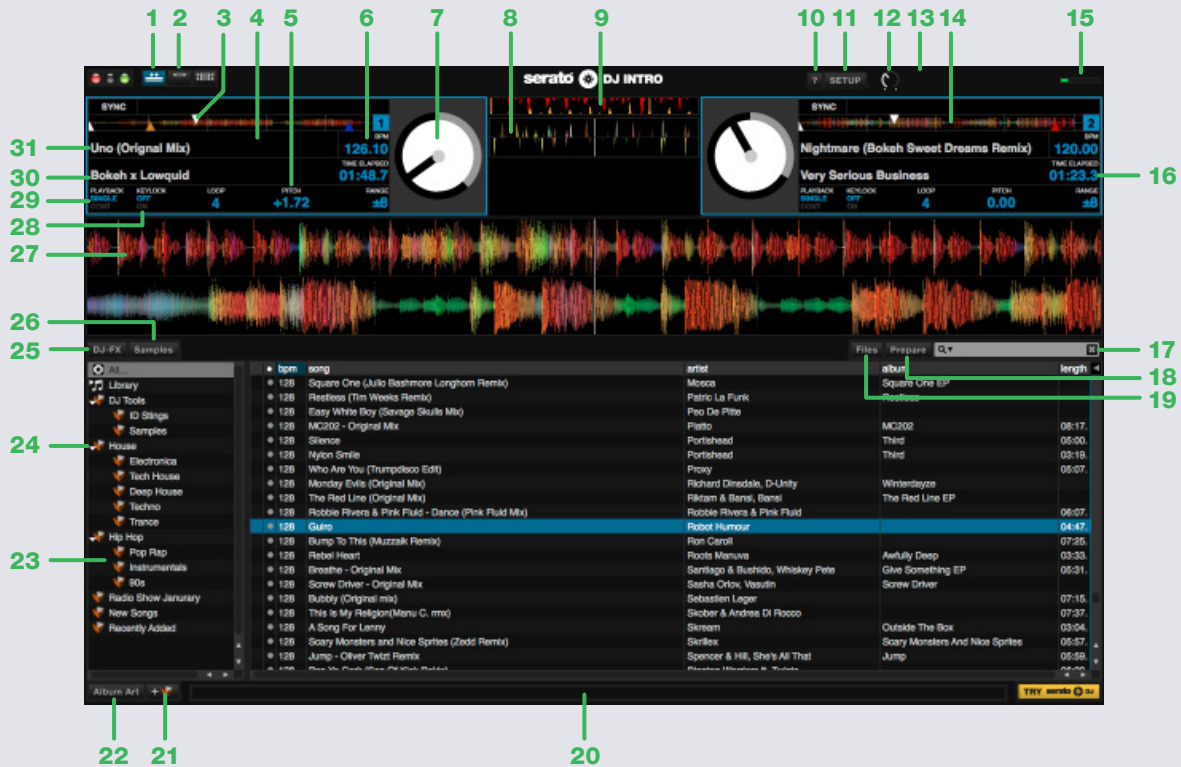 1 2 3 4 5 6 7 8 9 10 11 12 13 14 15
serato DJ INTRO
? SETUP
SYNC
1
BPM
31 Uno (Orignal Mix) 126.10
TIME ELAPSED
30 Bokeh x Lowquid 01:48.7
PLAYBACK KEYLOCK LOOP PITCH RANGE
29 SINGLE OFF 4 +1.72 ±8
CONT ON
28
SYNC
2
BPM
Nightmare (Bokeh Sweet Dreams Remix) 120.00
TIME ELAPSED
Very Serious Business 01:23.3 16
PLAYBACK KEYLOCK LOOP PITCH RANGE
SINGLE OFF 4 0.00 ±8
CONT ON
27
26
25 DJ-FX Samples Files Prepare 17
18
19
All...
Library
DJ Tools
ID Stings
Samples
24 House
Electronica
Tech House
Deep House
Techno
Trance
Hip Hop
23 Pop Rap
Instrumentals
90s
Radio Show Janurary
New Songs
Recently Added
bpm song artist album length
128 Square One (Julio Bashmore Longhorn Remix) Mosca Square One EP
128 Restless (Tim Weeks Remix) Patric La Funk Restless
128 Easy White Boy (Savage Skulls Mix) Peo De Pitte
128 MC202 - Original Mix Platto MC202 06:17.
128 Silence Portishead Third 05:00.
128 Nylon Smile Portishead Third 03:19.
128 Who Are You (Trumpdisco Edit) Proxy 05:07.
128 Monday Evils (Original Mix) Richard Dinsdale, D-Unity Winterdayze
128 The Red Line (Original Mix) Riktam & Bansi, Bansi The Red Line EP
128 Robbie Rivera & Pink Fluid - Dance (Pink Fluid Mix) Robbie Rivera & Pink Fluid 06:07.
128 Guiro Robot Humour 04:47.
128 Bump To This (Muzzaik Remix) Ron Caroll 07:25.
128 Rebel Heart Roots Manuva Awfully Deep 03:33.
128 Breathe - Original Mix Santiago & Bushido, Whiskey Pete Give Something EP 05:31.
128 Screw Driver - Original Mix Sasha Orlov, Vasutin Screw Driver
128 Bubbly (Original mix) Sebastien Leger 07:15.
128 This Is My Religion(Manu C. rmx) Skober & Andrea Di Rocco 07:37.
128 A Song For Lenny Skream Outside The Box 03:04.
128 Scary Monsters and Nice Sprites (Zedd Remix) Skrillex Scary Monsters And Nice Sprites 05:57.
128 Jump - Oliver Twizt Remix Spencer & Hill, She's All That Jump 05:59.
Album Art + TRY serato DJ
22 21 20